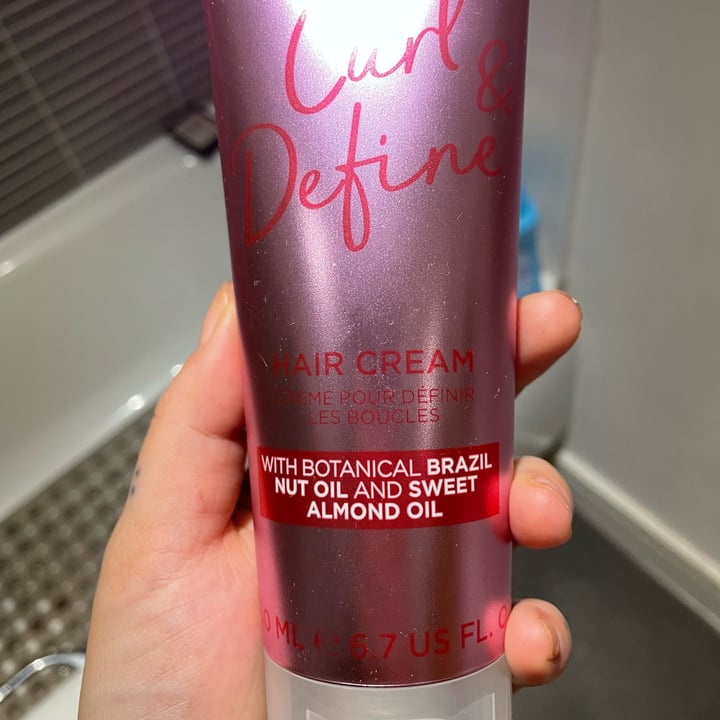 Curl
&
Define
HAIR CREAM
CRÈME POUR DÉFINIR
LES BOUCLES
WITH BOTANICAL BRAZIL
NUT OIL AND SWEET
ALMOND OIL
ML ℮ 6.7 US FL.